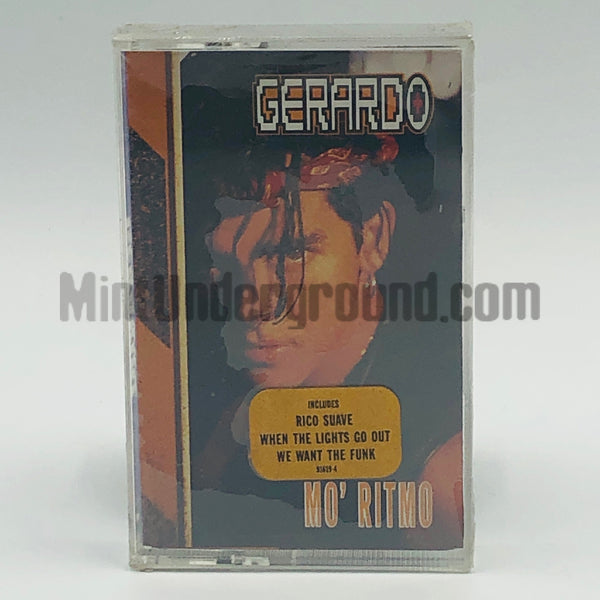 GERARDO
MintUnderground.com
INCLUDES
RICO SUAVE
WHEN THE LIGHTS GO OUT
WE WANT THE FUNK
91619 4
MO' RITMO